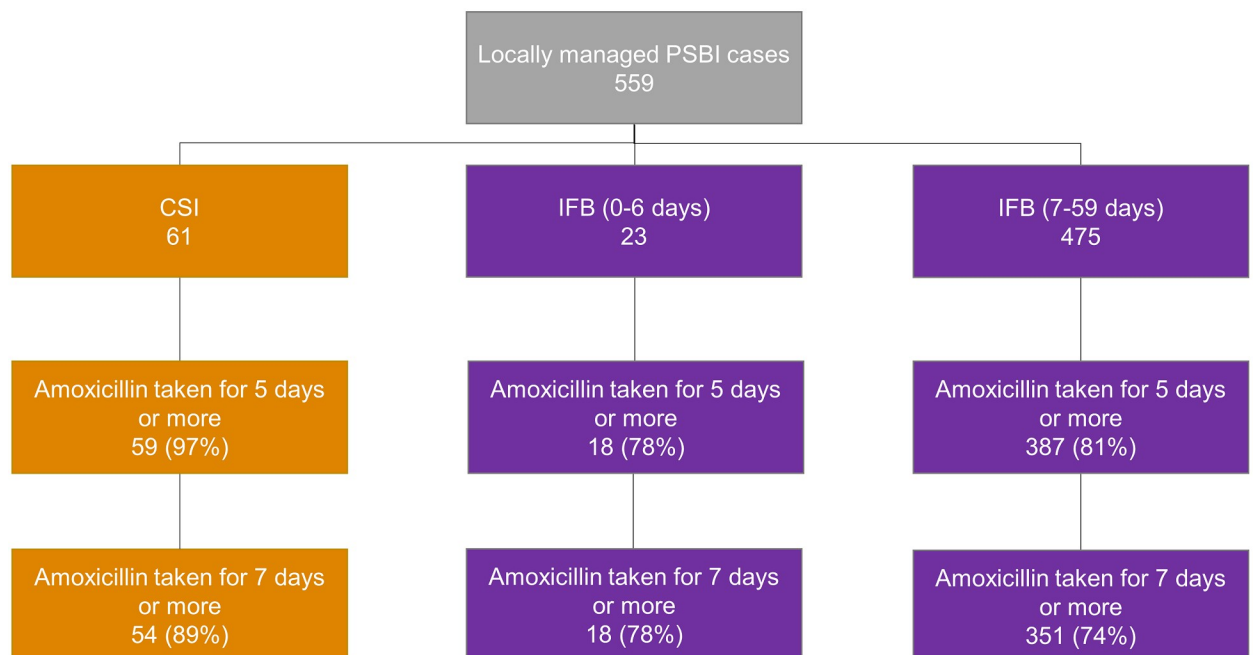 Locally managed PSBI cases
559
CSI
61
IFB (0-6 days)
23
IFB (7-59 days)
475
Amoxicillin taken for 5 days
or more
59 (97%)
Amoxicillin taken for 5 days
or more
18 (78%)
Amoxicillin taken for 5 days
or more
387 (81%)
Amoxicillin taken for 7 days
or more
54 (89%)
Amoxicillin taken for 7 days
or more
18 (78%)
Amoxicillin taken for 7 days
or more
351 (74%)